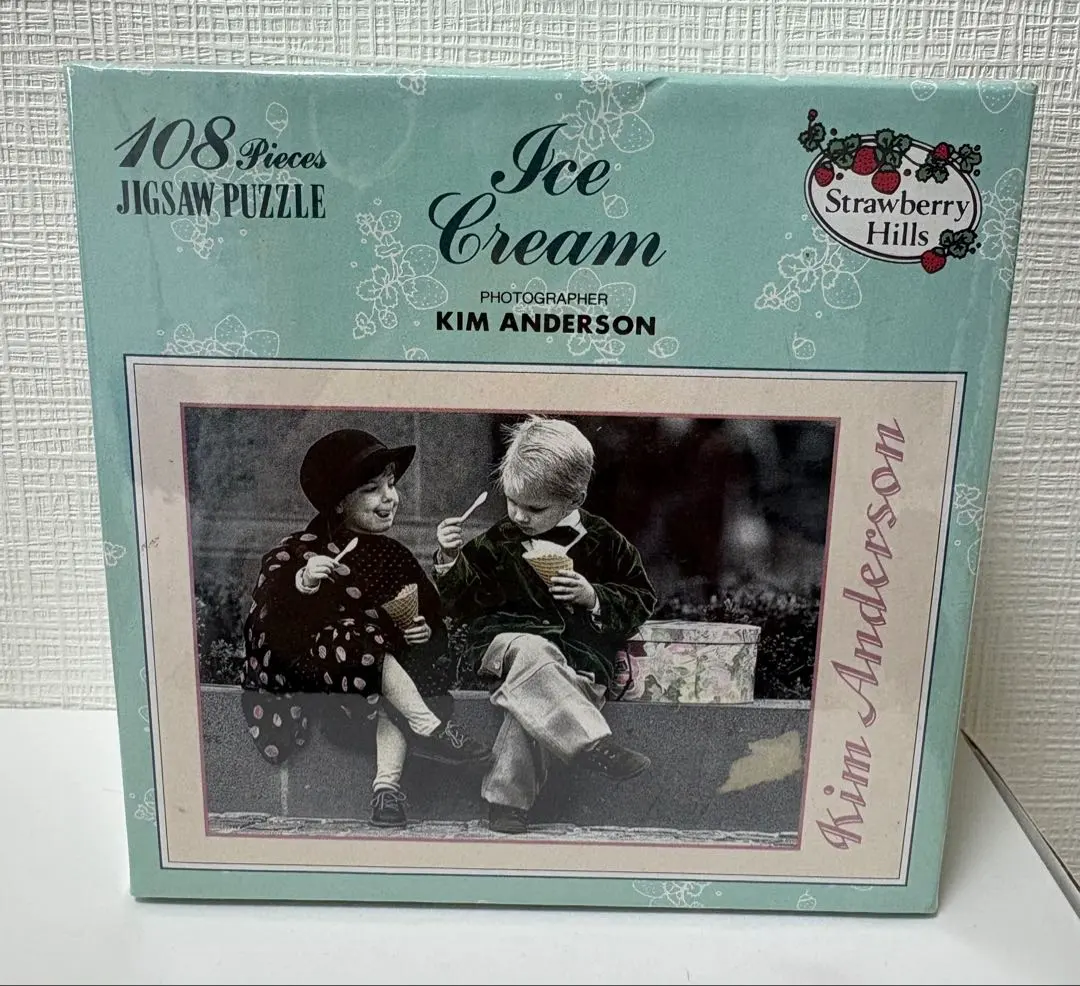 108 Pieces
JIGSAW PUZZLE
Ice
Cream
PHOTOGRAPHER
KIM ANDERSON
Strawberry
Hills
Kim Anderson